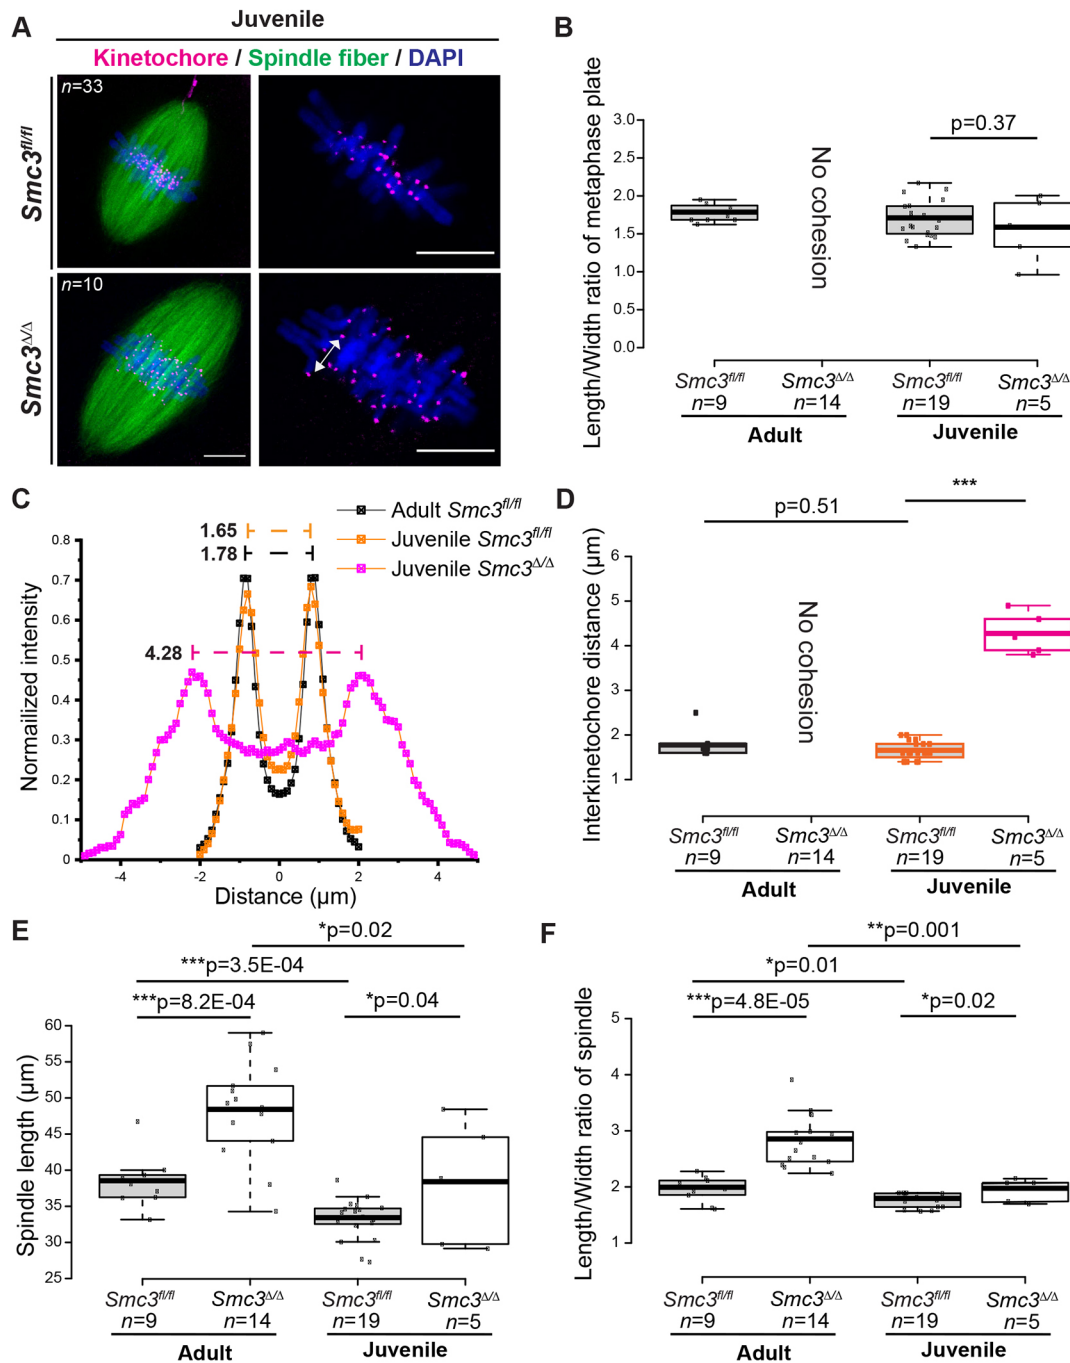 A
Juvenile
Kinetochore / Spindle fiber / DAPI
n=33
Smc3fl/fl
n=10
Smc3Δ/Δ
B
Length/Width ratio of metaphase plate
3.0
2.5
2.0
1.5
1.0
0.5
0.0
No cohesion
p=0.37
Smc3fl/fl Smc3Δ/Δ Smc3fl/fl Smc3Δ/Δ
n=9 n=14 n=19 n=5
Adult Juvenile
C
Adult Smc3fl/fl
Juvenile Smc3fl/fl
Juvenile Smc3Δ/Δ
1.65
1.78
4.28
Normailzed intensity
0.8
0.7
0.6
0.5
0.4
0.3
0.2
0.1
0
-4 -2 0 2 4
Distance (μm)
D
***
p=0.51
Interkinetochore distance (μm)
6
5
4
3
2
1
No cohesion
Smc3fl/fl Smc3Δ/Δ Smc3fl/fl Smc3Δ/Δ
n=9 n=14 n=19 n=5
Adult Juvenile
E
*p=0.02
***p=3.5E-04
***p=8.2E-04 *p=0.04
Spindle length (μm)
60
55
50
45
40
35
30
25
Smc3fl/fl Smc3Δ/Δ Smc3fl/fl Smc3Δ/Δ
n=9 n=14 n=19 n=5
Adult Juvenile
F
**p=0.001
*p=0.01
***p=4.8E-05 *p=0.02
Length/Width ratio of spindle
5
4
3
2
1
Smc3fl/fl Smc3Δ/Δ Smc3fl/fl Smc3Δ/Δ
n=9 n=14 n=19 n=5
Adult Juvenile